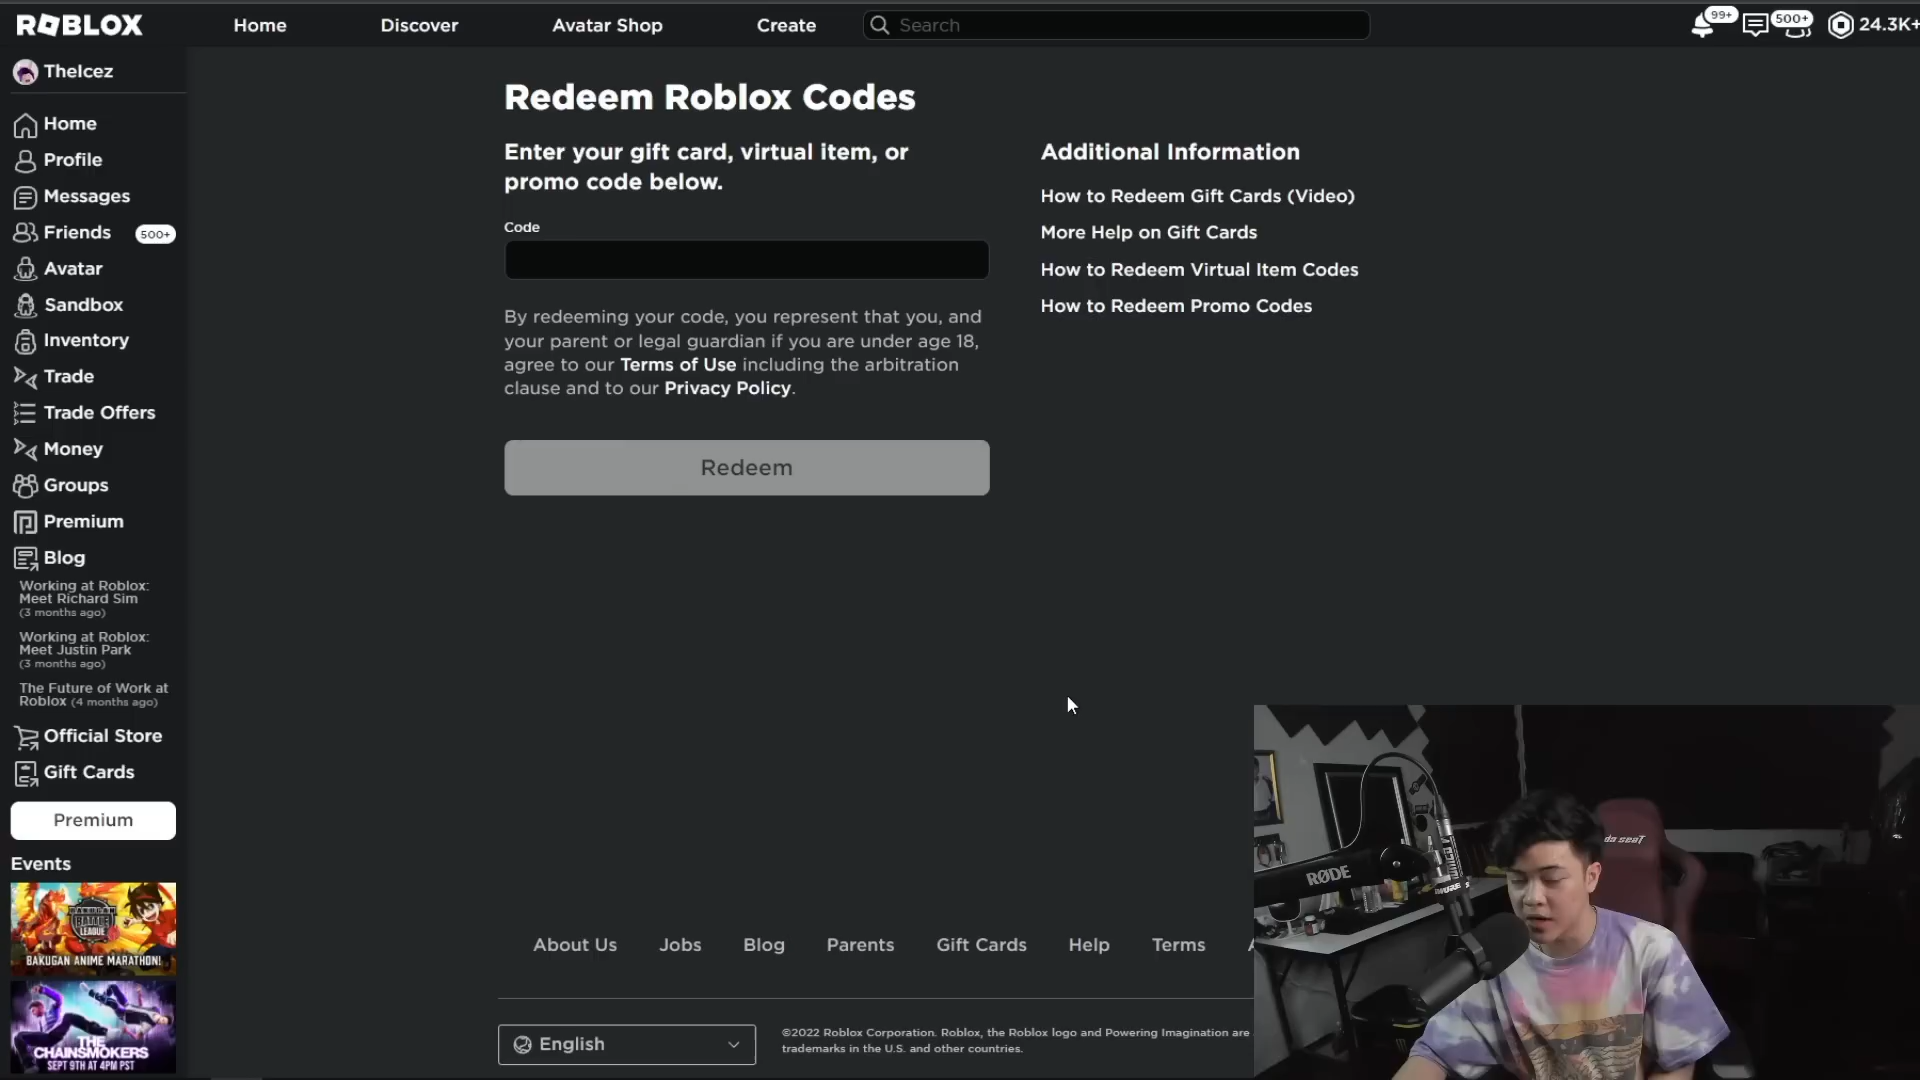 ROBLOX
Home
Discover
Avatar Shop
Create
Search
99+
500+
24.3K+
TheIcez
Home
Profile
Messages
Friends
500+
Avatar
Sandbox
Inventory
Trade
Trade Offers
Money
Groups
Premium
Blog
Working at Roblox:
Meet Richard Sim
(3 months ago)
Working at Roblox:
Meet Justin Park
(3 months ago)
The Future of Work at
Roblox (4 months ago)
Official Store
Gift Cards
Premium
Events
BAKUGAN
BATTLE
LEAGUE
BAKUGAN ANIME MARATHON!
THE
CHAINSMOKERS
SEPT 9TH AT 4PM PST
Redeem Roblox Codes
Enter your gift card, virtual item, or
promo code below.
Code
By redeeming your code, you represent that you, and
your parent or legal guardian if you are under age 18,
agree to our Terms of Use including the arbitration
clause and to our Privacy Policy.
Redeem
Additional Information
How to Redeem Gift Cards (Video)
More Help on Gift Cards
How to Redeem Virtual Item Codes
How to Redeem Promo Codes
About Us
Jobs
Blog
Parents
Gift Cards
Help
Terms
English
©2022 Roblox Corporation. Roblox, the Roblox logo and Powering Imagination are
trademarks in the U.S. and other countries.
RØDE